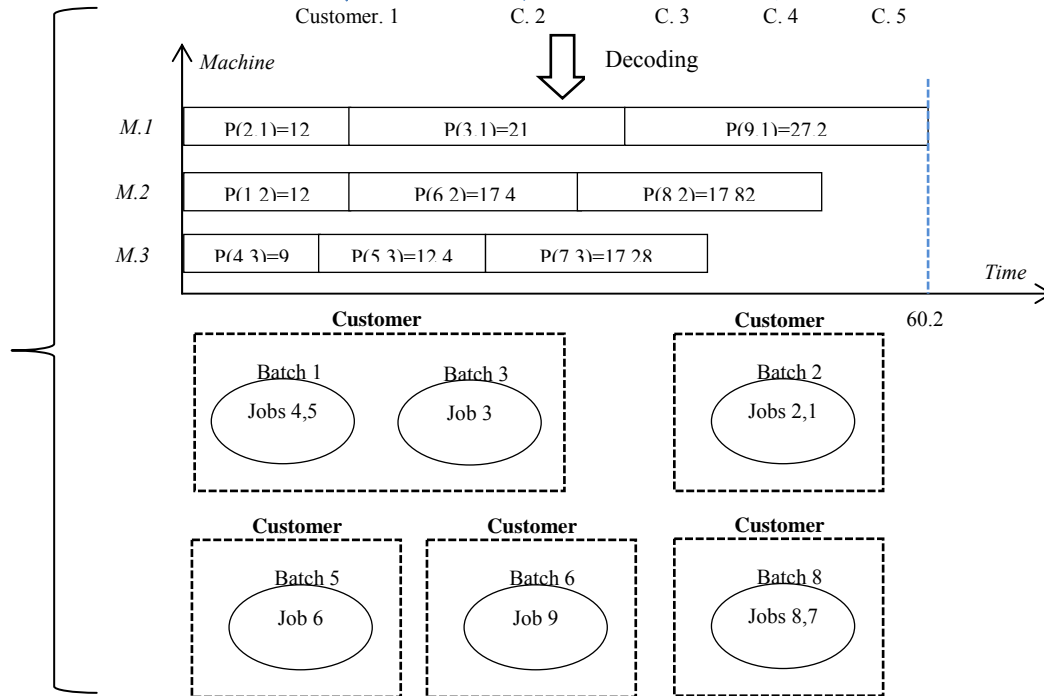 Customer. 1 C. 2 C. 3 C. 4 C. 5
Machine
Decoding
M.1 P(2.1)=12 P(3.1)=21 P(9.1)=27.2
M.2 P(1.2)=12 P(6.2)=17.4 P(8.2)=17.82
M.3 P(4.3)=9 P(5.3)=12.4 P(7.3)=17.28
Time
60.2
Customer Customer
Batch 1 Batch 3 Batch 2
Jobs 4,5 Job 3 Jobs 2,1
Customer Customer Customer
Batch 5 Batch 6 Batch 8
Job 6 Job 9 Jobs 8,7